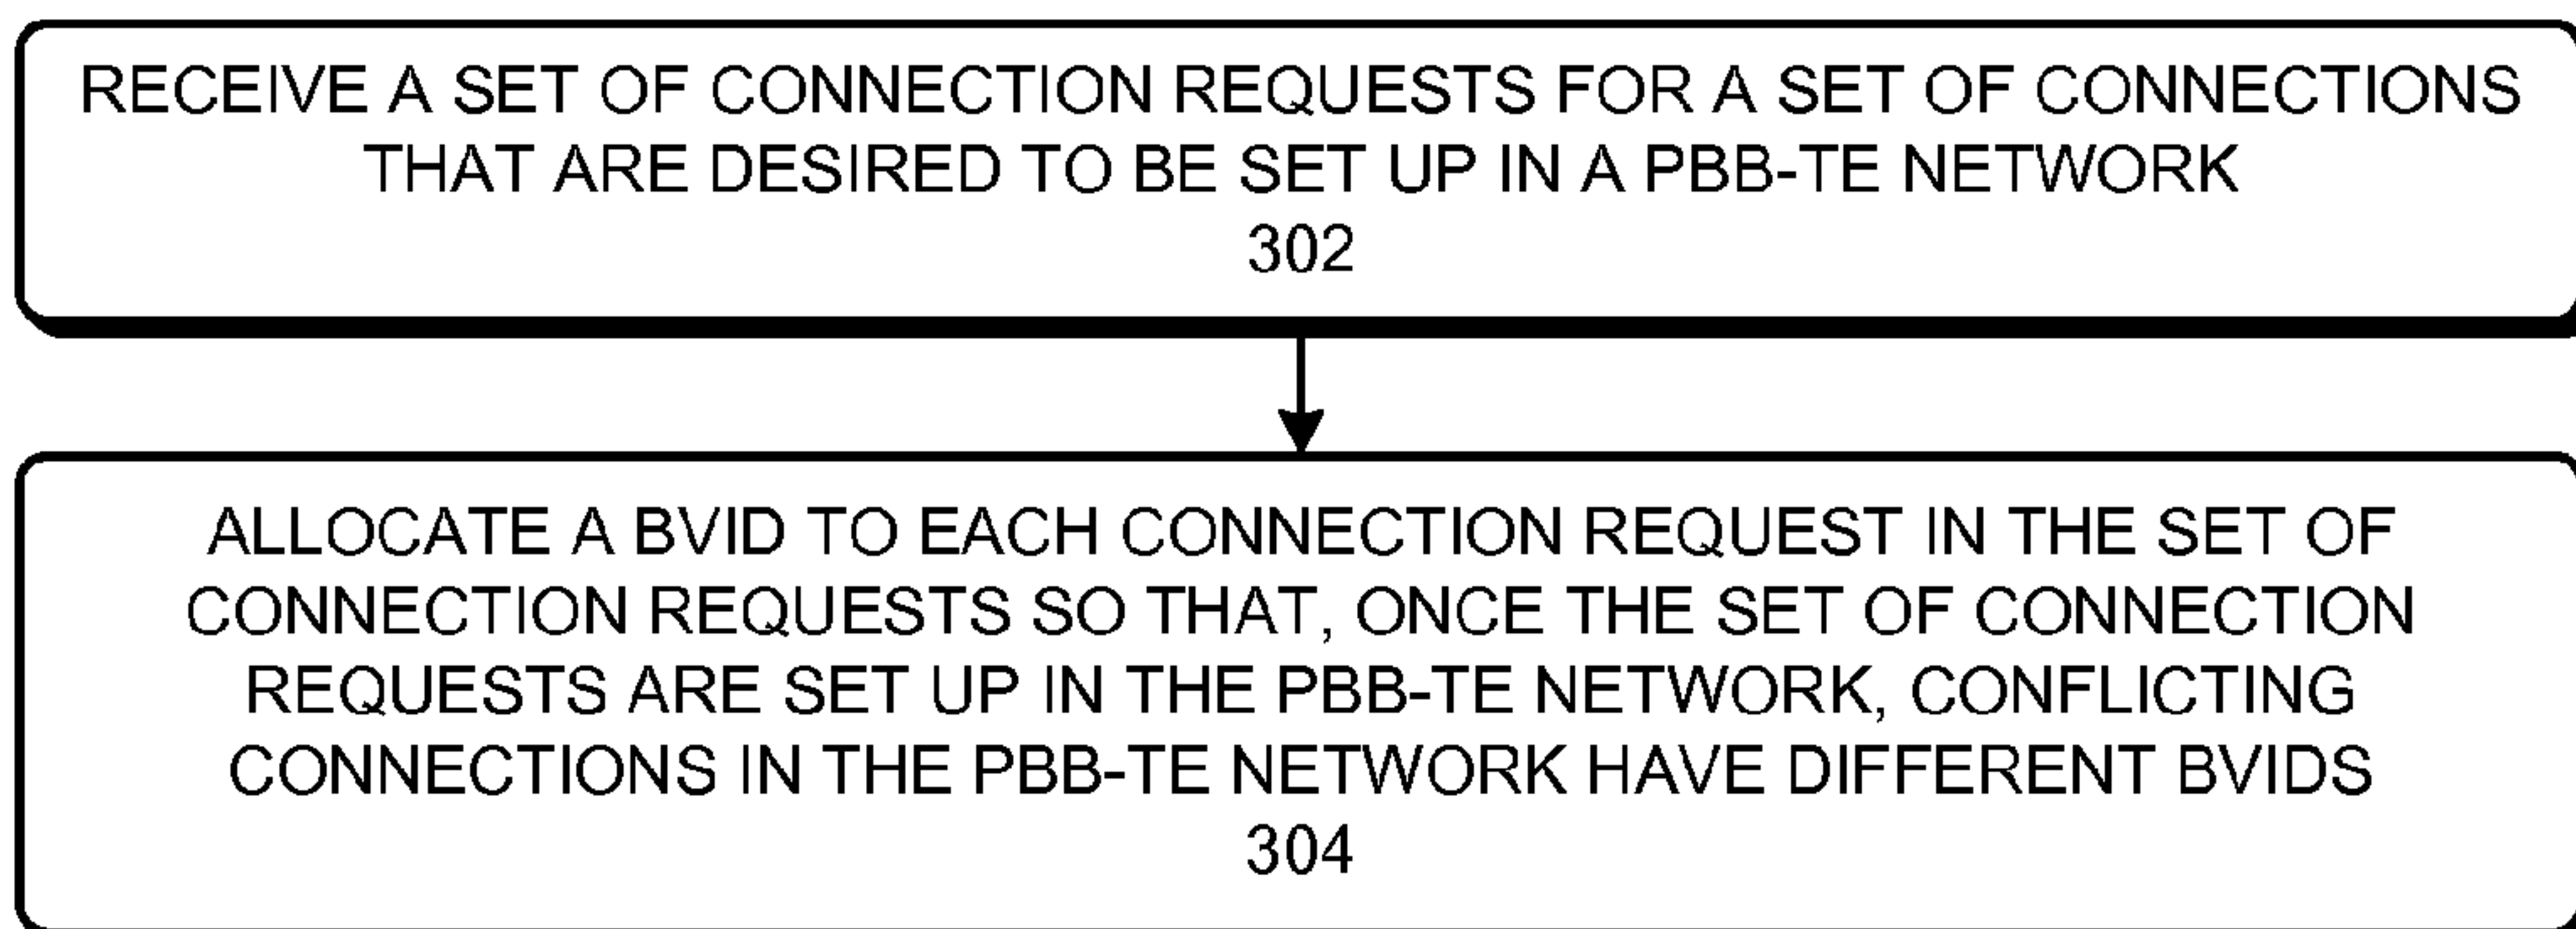 RECEIVE A SET OF CONNECTION REQUESTS FOR A SET OF CONNECTIONS
THAT ARE DESIRED TO BE SET UP IN A PBB-TE NETWORK
302
ALLOCATE A BVID TO EACH CONNECTION REQUEST IN THE SET OF
CONNECTION REQUESTS SO THAT, ONCE THE SET OF CONNECTION
REQUESTS ARE SET UP IN THE PBB-TE NETWORK, CONFLICTING
CONNECTIONS IN THE PBB-TE NETWORK HAVE DIFFERENT BVIDS
304